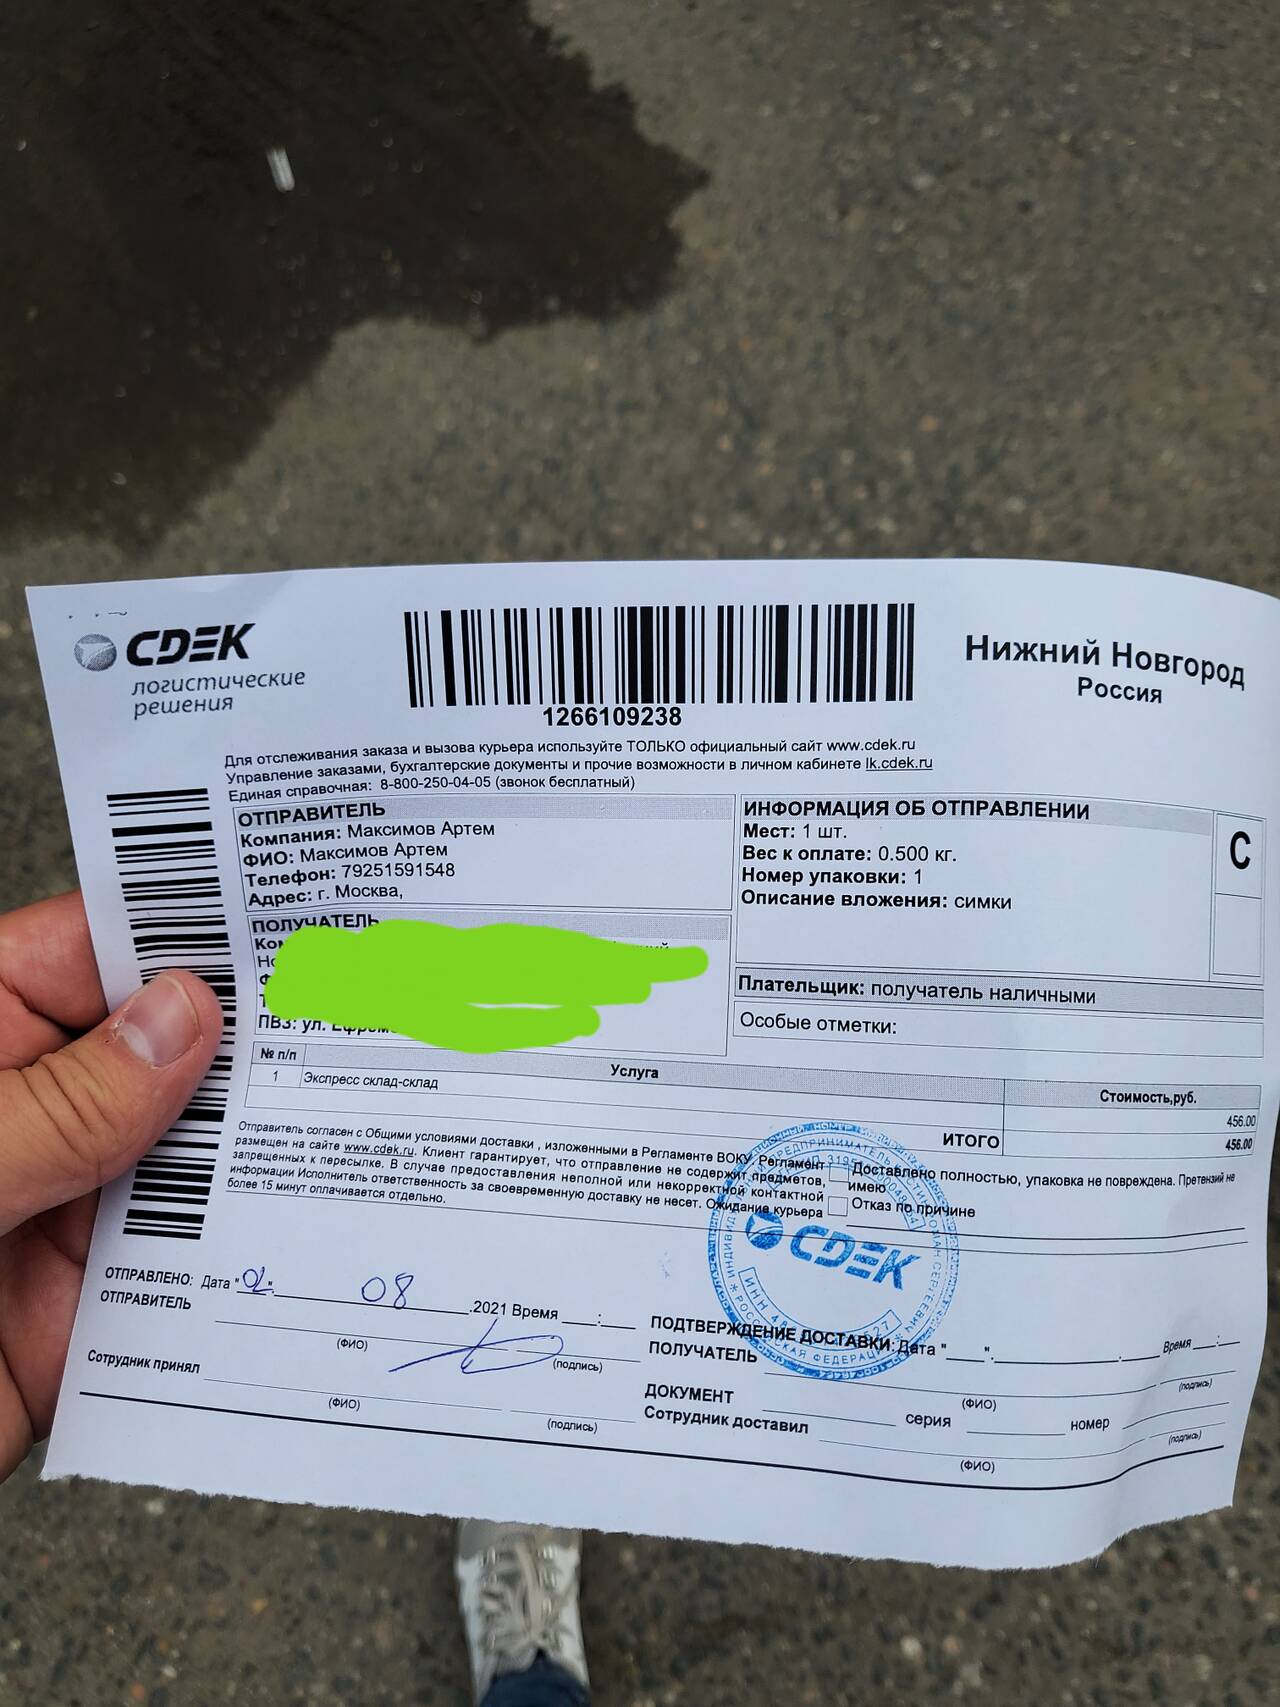 CDEK
логистические
решения
1266109238
Нижний Новгород
Россия
Для отслеживания заказа и вызова курьера используйте ТОЛЬКО официальный сайт www.cdek.ru
Управление заказами, бухгалтерские документы и прочие возможности в личном кабинете lk.cdek.ru
Единая справочная: 8-800-250-04-05 (звонок бесплатный)
ОТПРАВИТЕЛЬ
Компания: Максимов Артем
ФИО: Максимов Артем
Телефон: 79251591548
Адрес: г. Москва,
ПОЛУЧАТЕЛЬ
ПВЗ: ул.
ИНФОРМАЦИЯ ОБ ОТПРАВЛЕНИИ
Мест: 1 шт.
Вес к оплате: 0.500 кг.
Номер упаковки: 1
Описание вложения: симки
C
Плательщик: получатель наличными
Особые отметки:
№ п/п Услуга Стоимость,руб.
1 Экспресс склад-склад 456.00
ИТОГО 456.00
Отправитель согласен с Общими условиями доставки , изложенными в Регламенте ВОКУ. Регламент
размещен на сайте www.cdek.ru. Клиент гарантирует, что отправление не содержит предметов,
запрещенных к пересылке. В случае предоставления неполной или некорректной контактной
информации Исполнитель ответственность за своевременную доставку не несет. Ожидание курьера
более 15 минут оплачивается отдельно.
Доставлено полностью, упаковка не повреждена. Претензий не
имею
Отказ по причине
CDEK
ИНН
РОССИЙСКАЯ ФЕДЕРАЦИЯ
ОТПРАВЛЕНО: Дата "02" 08 .2021 Время __:__
ОТПРАВИТЕЛЬ
(ФИО) (подпись)
Сотрудник принял
(ФИО) (подпись)
ПОДТВЕРЖДЕНИЕ ДОСТАВКИ: Дата "___". Время __:__
ПОЛУЧАТЕЛЬ
(ФИО) (подпись)
ДОКУМЕНТ серия номер
Сотрудник доставил
(ФИО) (подпись)